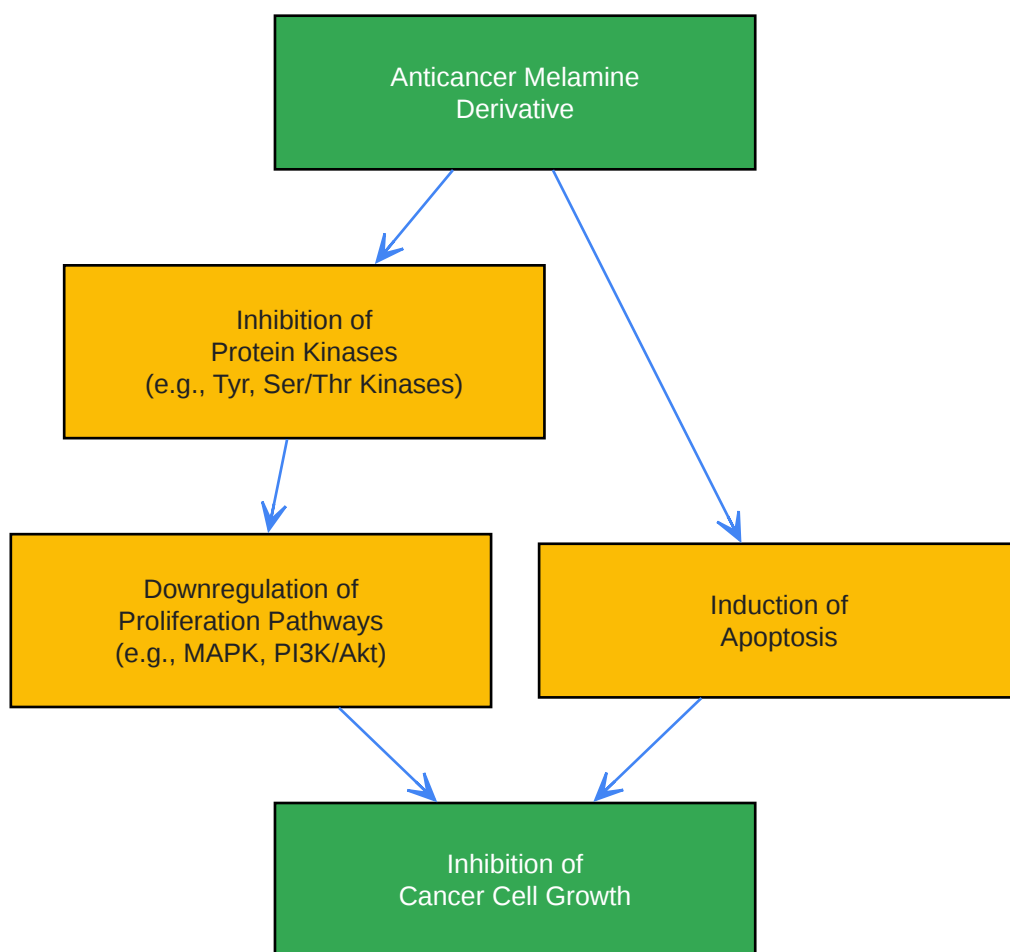 Anticancer Melamine
Derivative
Inhibition of
Protein Kinases
(e.g., Tyr, Ser/Thr Kinases)
Downregulation of
Proliferation Pathways
(e.g., MAPK, PI3K/Akt)
Induction of
Apoptosis
Inhibition of
Cancer Cell Growth